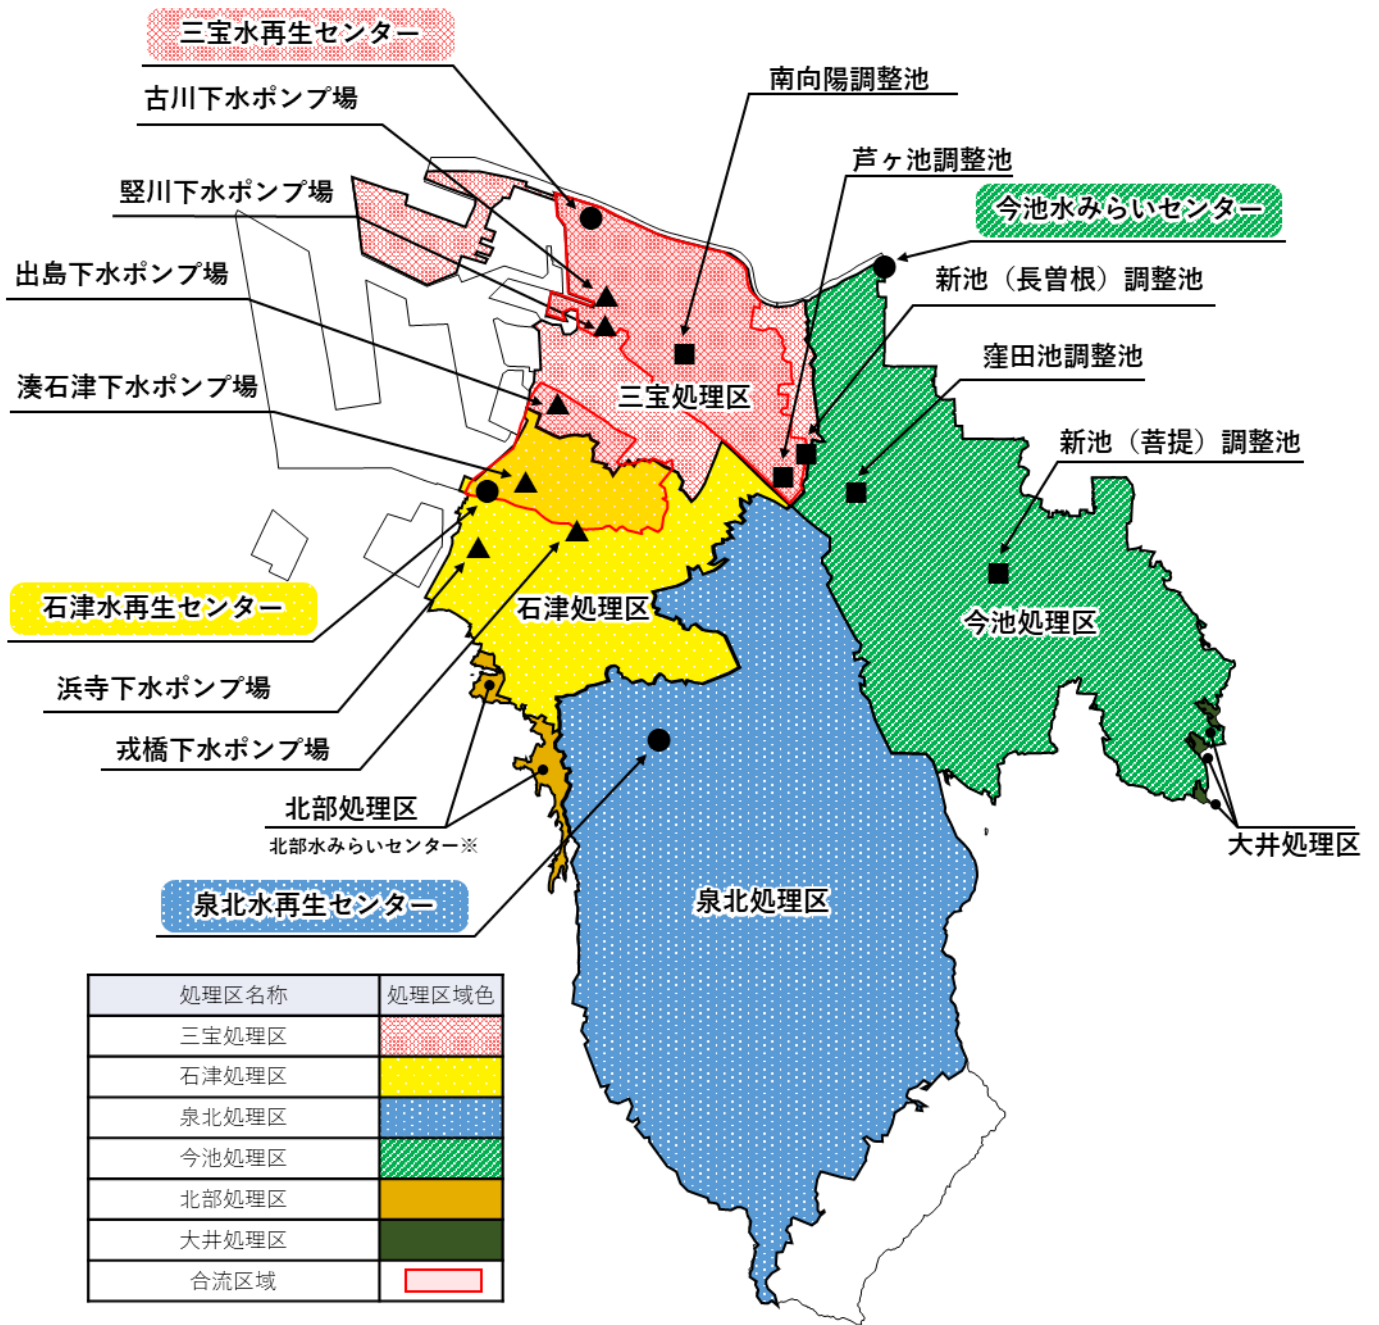 三宝水再生センター
古川下水ポンプ場
竪川下水ポンプ場
出島下水ポンプ場
湊石津下水ポンプ場
南向陽調整池
芦ヶ池調整池
今池水みらいセンター
新池（長曽根）調整池
窪田池調整池
新池（菩提）調整池
三宝処理区
石津処理区
今池処理区
石津水再生センター
浜寺下水ポンプ場
戎橋下水ポンプ場
北部処理区
北部水みらいセンター※
大井処理区
泉北水再生センター
泉北処理区
処理区名称 処理区域色
三宝処理区
石津処理区
泉北処理区
今池処理区
北部処理区
大井処理区
合流区域